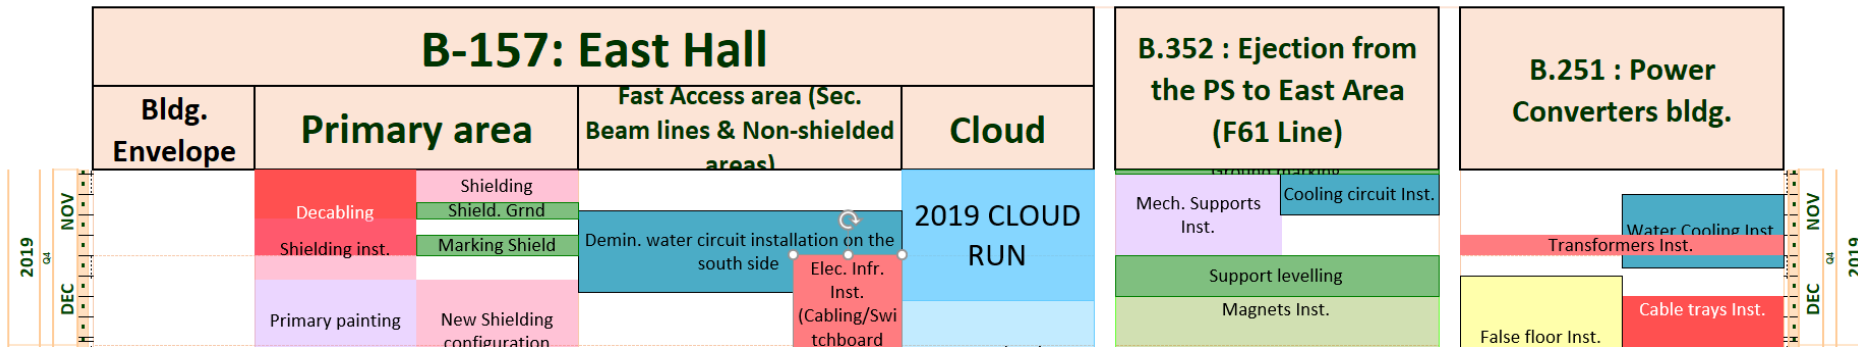 B-157: East Hall
B.352 : Ejection from
the PS to East Area
(F61 Line)
B.251 : Power
Converters bldg.
Bldg.
Envelope
Primary area
Fast Access area (Sec.
Beam lines & Non-shielded
areas)
Cloud
2019
Q4
NOV
DEC
Decabling
Shielding inst.
Primary painting
Shielding
Shield. Grnd
Marking Shield
New Shielding
configuration
Demin. water circuit installation on the
south side
Elec. Infr.
Inst.
(Cabling/Swi
tchboard
2019 CLOUD
RUN
Ground marking
Mech. Supports
Inst.
Cooling circuit Inst.
Support levelling
Magnets Inst.
Water Cooling Inst
Transformers Inst.
False floor Inst.
Cable trays Inst.
NOV
DEC
Q4
2019